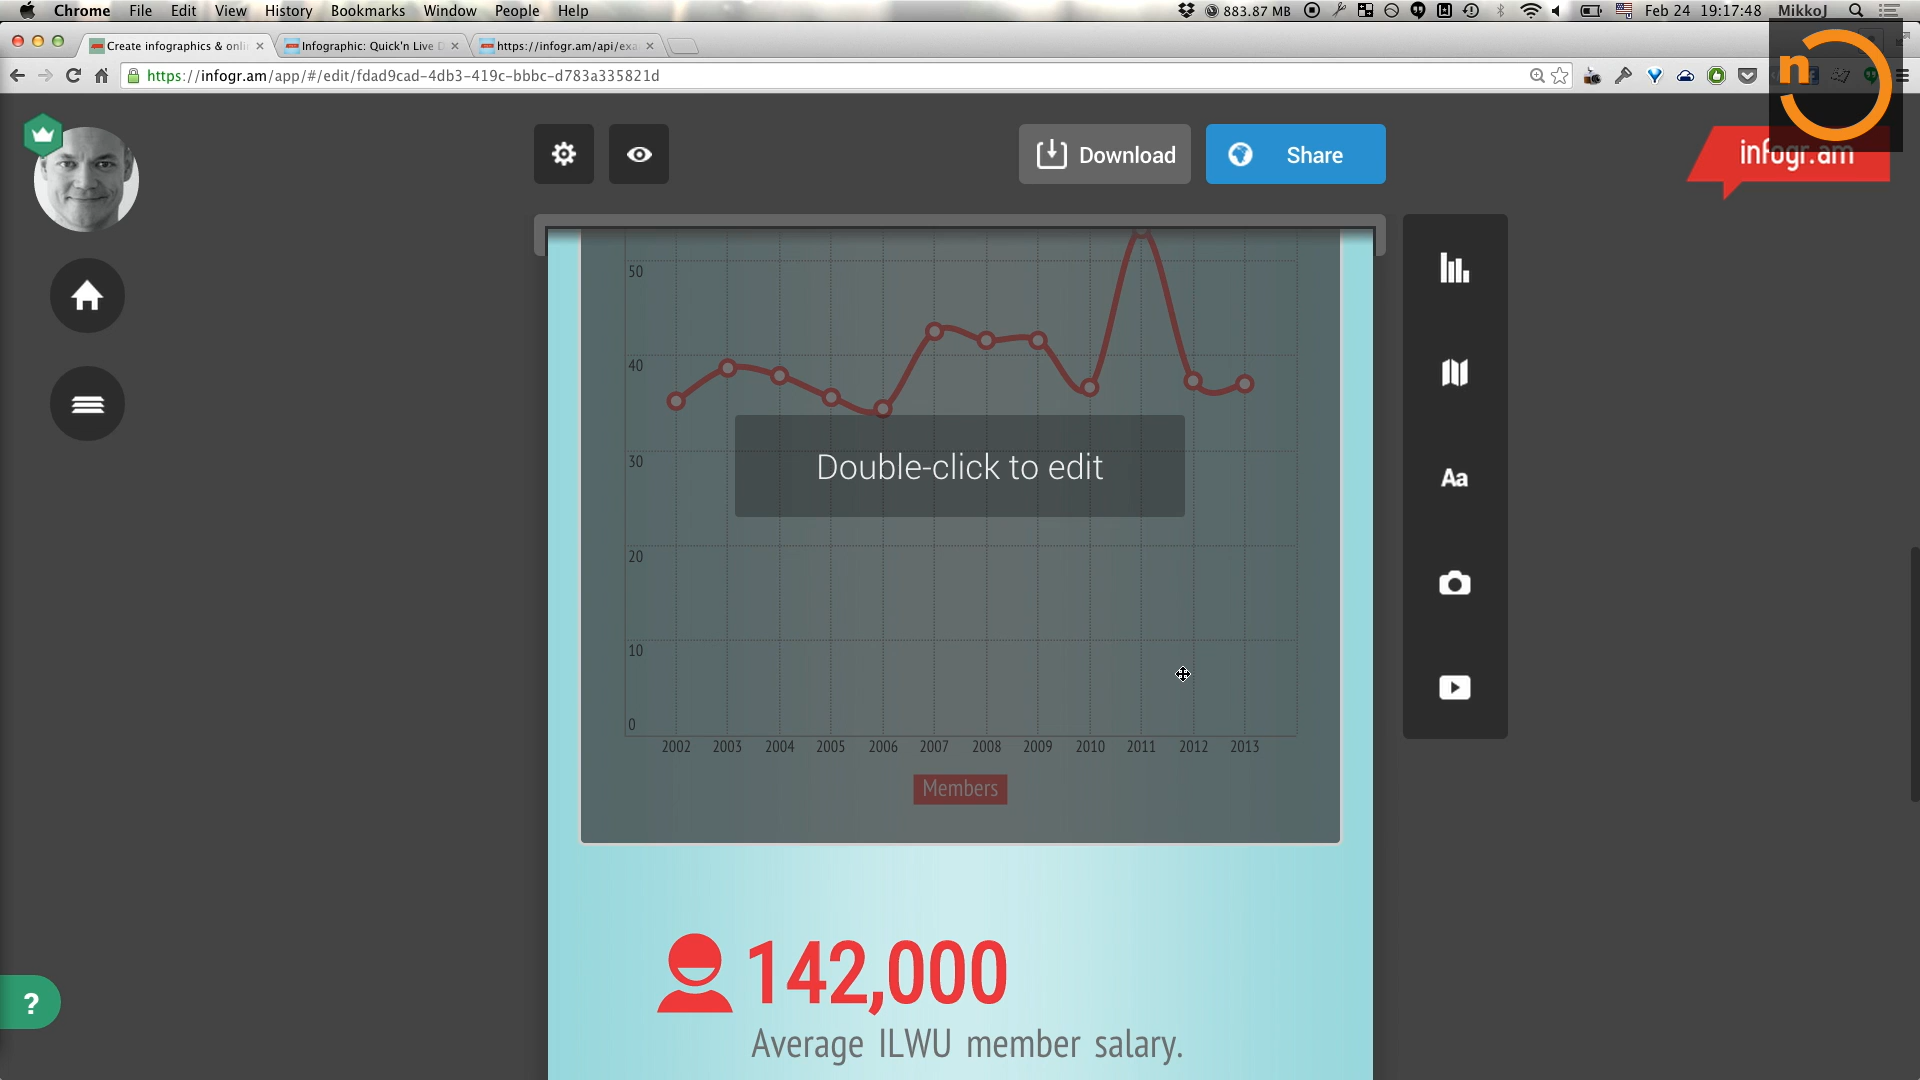 Chrome File Edit View History Bookmarks Window People Help 883.87 MB Feb 24 19:17:48 MikkoJ
Create infographics & onli Infographic: Quick'n Live D https://infogr.am/api/exa
https://infogr.am/app/#/edit/fdad9cad-4db3-419c-bbbc-d783a335821d
n
Download Share infogr.am
50
40
30
Double-click to edit
Aa
20
10
0
2002 2003 2004 2005 2006 2007 2008 2009 2010 2011 2012 2013
Members
142,000
?
Average ILWU member salary.